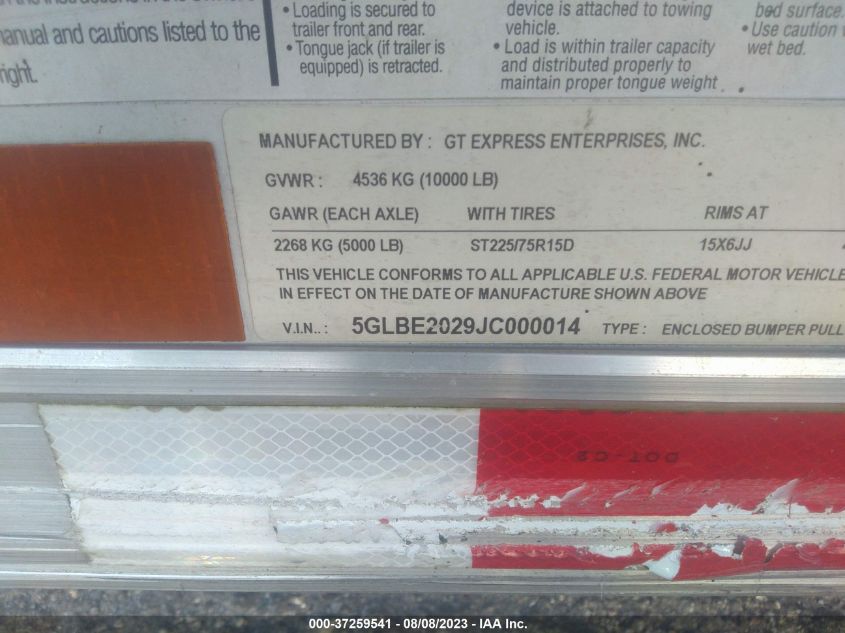 manual and cautions listed to the
right.
• Loading is secured to
trailer front and rear.
• Tongue jack (if trailer is
equipped) is retracted.
device is attached to towing
vehicle.
• Load is within trailer capacity
and distributed properly to
maintain proper tongue weight
bed surface.
• Use caution
wet bed.
MANUFACTURED BY : GT EXPRESS ENTERPRISES, INC.
GVWR : 4536 KG (10000 LB)
GAWR (EACH AXLE) WITH TIRES RIMS AT
2268 KG (5000 LB) ST225/75R15D 15X6JJ
THIS VEHICLE CONFORMS TO ALL APPLICABLE U.S. FEDERAL MOTOR VEHICLE
IN EFFECT ON THE DATE OF MANUFACTURE SHOWN ABOVE
V.I.N.. : 5GLBE2029JC000014 TYPE : ENCLOSED BUMPER PULL
DOT-C2
000-37259541 - 08/08/2023 - IAA Inc.